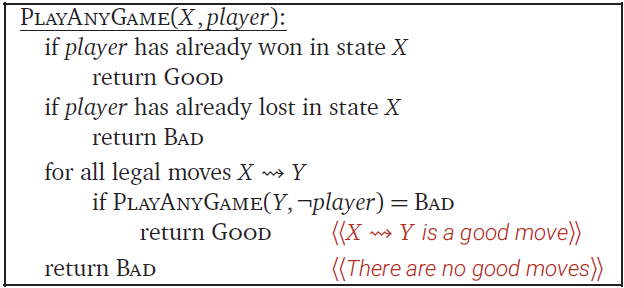 PLAYANYGAME(X, player):
if player has already won in state X
return GOOD
if player has already lost in state X
return BAD
for all legal moves X ⇝ Y
if PLAYANYGAME(Y, ¬player) = BAD
return GOOD ⟨⟨X ⇝ Y is a good move⟩⟩
return BAD ⟨⟨There are no good moves⟩⟩